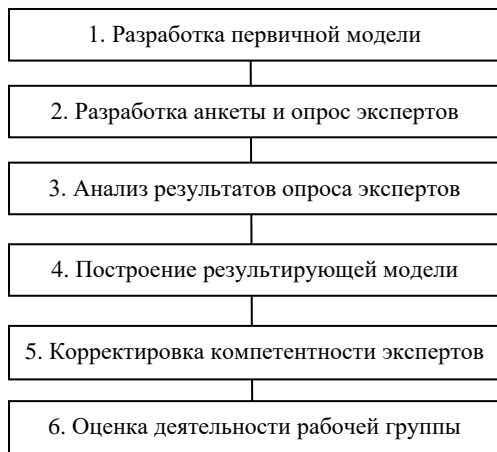 1. Разработка первичной модели
2. Разработка анкеты и опрос экспертов
3. Анализ результатов опроса экспертов
4. Построение результирующей модели
5. Корректировка компетентности экспертов
6. Оценка деятельности рабочей группы